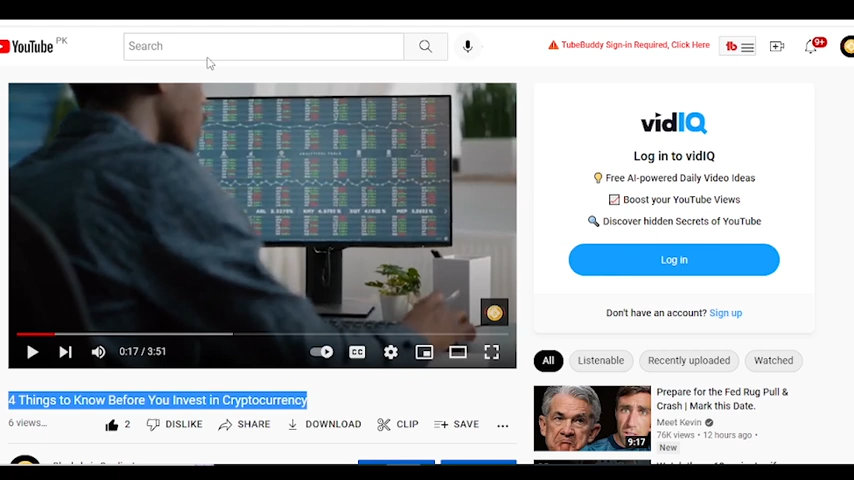 YouTube PK
Search
TubeBuddy Sign-in Required, Click Here
tb
9+
vidIQ
Log in to vidIQ
Free AI-powered Daily Video Ideas
Boost your YouTube Views
Discover hidden Secrets of YouTube
Log in
Don't have an account? Sign up
0:17 / 3:51
CC
4 Things to Know Before You Invest in Cryptocurrency
6 views...
2 DISLIKE SHARE DOWNLOAD CLIP SAVE ...
All Listenable Recently uploaded Watched
Prepare for the Fed Rug Pull &
Crash | Mark this Date.
Meet Kevin
76K views • 12 hours ago •
New
9:17